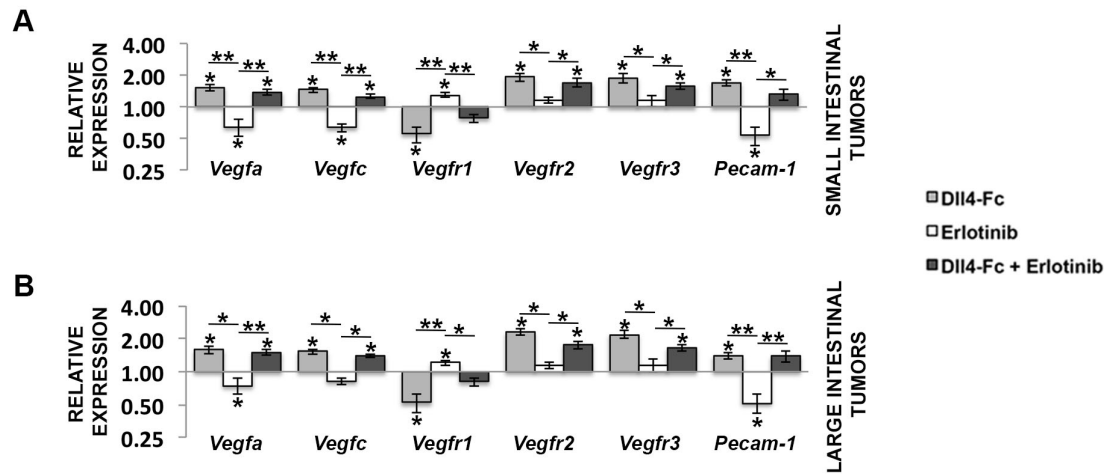 A
RELATIVE
EXPRESSION
4.00
2.00
1.00
0.50
0.25
** ** ** ** ** ** * * * * ** *
* * * * * * * * * * *
* * * *
Vegfa Vegfc Vegfr1 Vegfr2 Vegfr3 Pecam-1
SMALL INTESTINAL
TUMORS
Dll4-Fc
Erlotinib
Dll4-Fc + Erlotinib
B
RELATIVE
EXPRESSION
4.00
2.00
1.00
0.50
0.25
* ** * * ** * * * * * ** **
* * * * * * * * * *
* * *
Vegfa Vegfc Vegfr1 Vegfr2 Vegfr3 Pecam-1
LARGE INTESTINAL
TUMORS